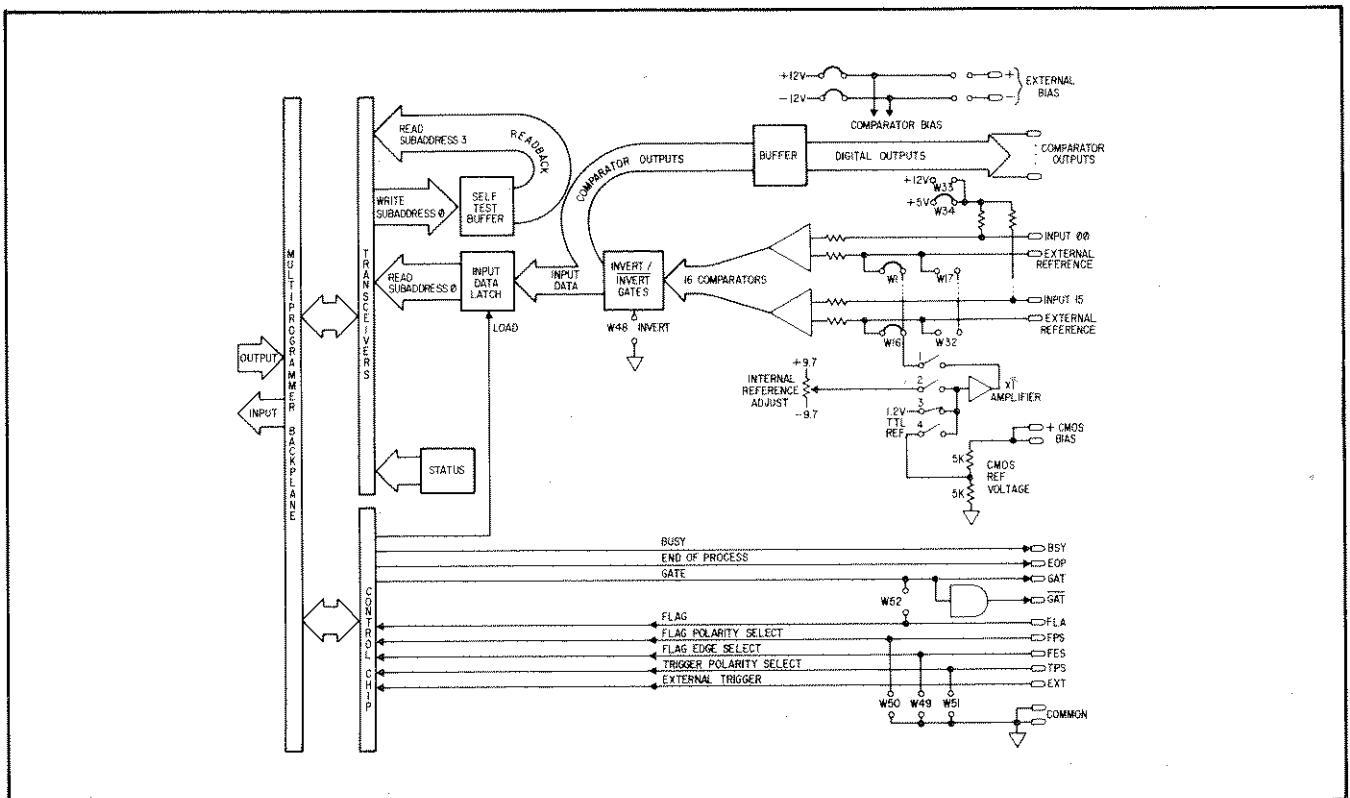 +12V
-12V
+
-
EXTERNAL
BIAS
COMPARATOR BIAS
READ
SUBADDRESS 3
READBACK
COMPARATOR OUTPUTS
BUFFER
DIGITAL OUTPUTS
COMPARATOR
OUTPUTS
WRITE
SUBADDRESS 0
SELF
TEST
BUFFER
+12V
W33
+5V
W34
MULTIPROGRAMMER BACKPLANE
TRANSCEIVERS
READ
SUBADDRESS 0
INPUT
DATA
LATCH
INPUT
DATA
INVERT /
INVERT
GATES
16 COMPARATORS
INPUT 00
EXTERNAL
REFERENCE
W1
W17
INPUT 15
EXTERNAL
REFERENCE
W16
W32
LOAD
W48 INVERT
OUTPUT
INPUT
+9.7
INTERNAL
REFERENCE
ADJUST
-9.7
1
2
3
4
1.2V
TTL
REF
AMPLIFIER
+ CMOS
BIAS
5K
5K
CMOS
REF
VOLTAGE
STATUS
CONTROL CHIP
BUSY
BSY
END OF PROCESS
EOP
GATE
GAT
W52
GAT
FLAG
FLA
FLAG POLARITY SELECT
FPS
FLAG EDGE SELECT
FES
TRIGGER POLARITY SELECT
TPS
EXTERNAL TRIGGER
EXT
W50
W49
W51
COMMON